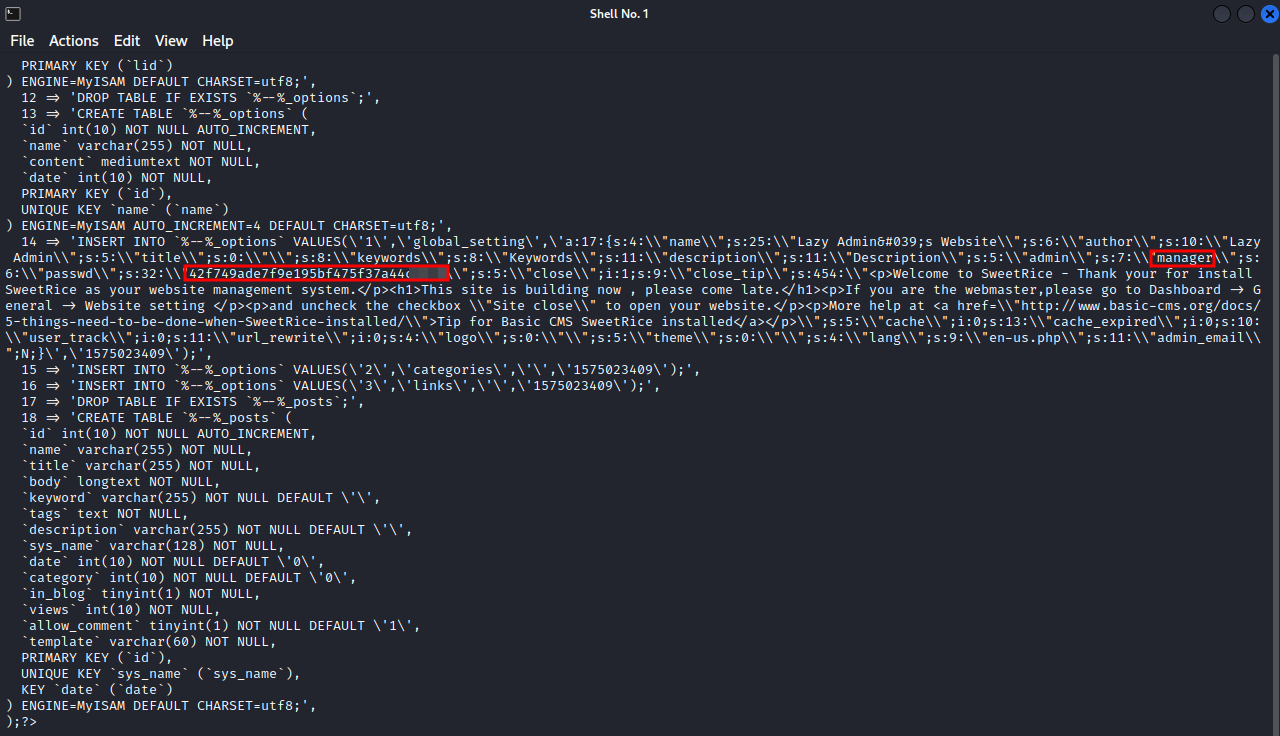 Shell No. 1
File Actions Edit View Help
PRIMARY KEY (`lid`)
) ENGINE=MyISAM DEFAULT CHARSET=utf8;',
12 => 'DROP TABLE IF EXISTS `%--%_options`;',
13 => 'CREATE TABLE `%--%_options` (
`id` int(10) NOT NULL AUTO_INCREMENT,
`name` varchar(255) NOT NULL,
`content` mediumtext NOT NULL,
`date` int(10) NOT NULL,
PRIMARY KEY (`id`),
UNIQUE KEY `name` (`name`)
) ENGINE=MyISAM AUTO_INCREMENT=4 DEFAULT CHARSET=utf8;',
14 => 'INSERT INTO `%--%_options` VALUES(\'1\',\'global_setting\',\'a:17:{s:4:\\"name\\";s:25:\\"Lazy Admin&#039;s Website\\";s:6:\\"author\\";s:10:\\"Lazy
Admin\\";s:5:\\"title\\";s:0:\\"\\";s:8:\\"keywords\\";s:8:\\"Keywords\\";s:11:\\"description\\";s:11:\\"Description\\";s:5:\\"admin\\";s:7:\\"manager\\";s:
6:\\"passwd\\";s:32:\\"42f749ade7f9e195bf475f37a44c\\";s:5:\\"close\\";i:1;s:9:\\"close_tip\\";s:454:\\"<p>Welcome to SweetRice - Thank your for install
SweetRice as your website management system.</p><h1>This site is building now , please come late.</h1><p>If you are the webmaster,please go to Dashboard -> G
eneral -> Website setting </p><p>and uncheck the checkbox \\"Site close\\" to open your website.</p><p>More help at <a href=\\"http://www.basic-cms.org/docs/
5-things-need-to-be-done-when-SweetRice-installed/\\">Tip for Basic CMS SweetRice installed</a></p>\\";s:5:\\"cache\\";i:0;s:13:\\"cache_expired\\";i:0;s:10:
\\"user_track\\";i:0;s:11:\\"url_rewrite\\";i:0;s:4:\\"logo\\";s:0:\\"\\";s:5:\\"theme\\";s:0:\\"\\";s:4:\\"lang\\";s:9:\\"en-us.php\\";s:11:\\"admin_email\\
";N;}\',\'1575023409\');',
15 => 'INSERT INTO `%--%_options` VALUES(\'2\',\'categories\',\'\',\'1575023409\');',
16 => 'INSERT INTO `%--%_options` VALUES(\'3\',\'links\',\'\',\'1575023409\');',
17 => 'DROP TABLE IF EXISTS `%--%_posts`;',
18 => 'CREATE TABLE `%--%_posts` (
`id` int(10) NOT NULL AUTO_INCREMENT,
`name` varchar(255) NOT NULL,
`title` varchar(255) NOT NULL,
`body` longtext NOT NULL,
`keyword` varchar(255) NOT NULL DEFAULT \'\',
`tags` text NOT NULL,
`description` varchar(255) NOT NULL DEFAULT \'\',
`sys_name` varchar(128) NOT NULL,
`date` int(10) NOT NULL DEFAULT \'0\',
`category` int(10) NOT NULL DEFAULT \'0\',
`in_blog` tinyint(1) NOT NULL,
`views` int(10) NOT NULL,
`allow_comment` tinyint(1) NOT NULL DEFAULT \'1\',
`template` varchar(60) NOT NULL,
PRIMARY KEY (`id`),
UNIQUE KEY `sys_name` (`sys_name`),
KEY `date` (`date`)
) ENGINE=MyISAM DEFAULT CHARSET=utf8;',
);?>